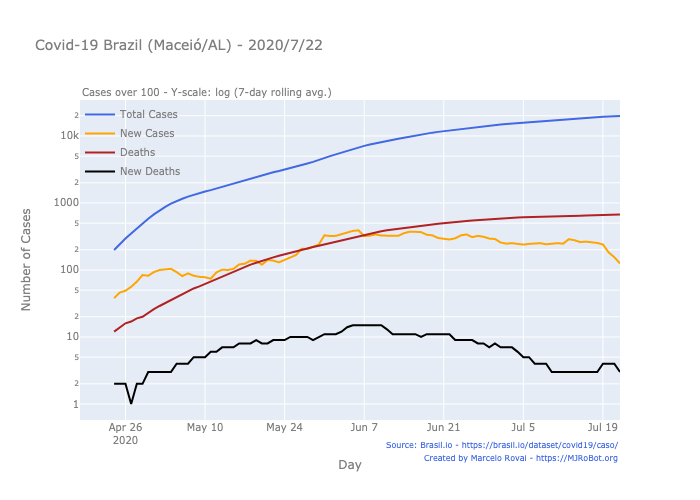 Covid-19 Brazil (Maceió/AL) - 2020/7/22
Cases over 100 - Y-scale: log (7-day rolling avg.)
Total Cases
New Cases
Deaths
New Deaths
2
10k
5
2
1000
5
2
100
5
2
10
5
2
1
Number of Cases
Apr 26 May 10 May 24 Jun 7 Jun 21 Jul 5 Jul 19
2020
Day
Source: Brasil.io - https://brasil.io/dataset/covid19/caso/
Created by Marcelo Rovai - https://MJRoBot.org